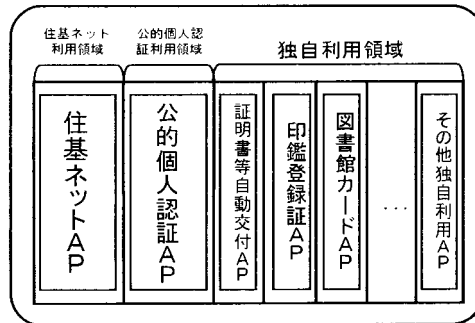 住基ネット
利用領域
公的個人認
証利用領域
独自利用領域
住基ネットAP
公的個人認証AP
証明書等自動交付AP
印鑑登録証AP
図書館カードAP
...
その他独自利用AP